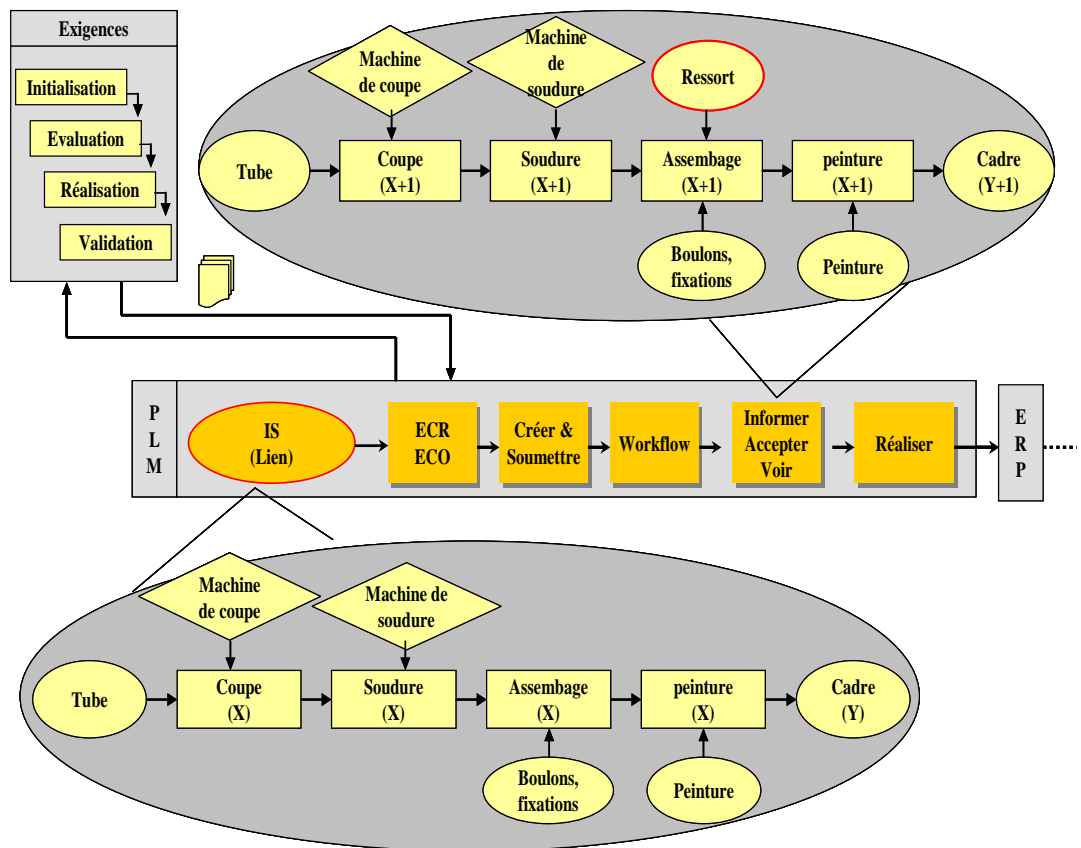 Exigences
Initialisation
Evaluation
Réalisation
Validation
Machine
de coupe
Machine
de
soudure
Ressort
Tube
Coupe
(X+1)
Soudure
(X+1)
Assembage
(X+1)
peinture
(X+1)
Cadre
(Y+1)
Boulons,
fixations
Peinture
P
L
M
IS
(Lien)
ECR
ECO
Créer &
Soumettre
Workflow
Informer
Accepter
Voir
Réaliser
E
R
P
Machine
de coupe
Machine de
soudure
Tube
Coupe
(X)
Soudure
(X)
Assembage
(X)
peinture
(X)
Cadre
(Y)
Boulons,
fixations
Peinture